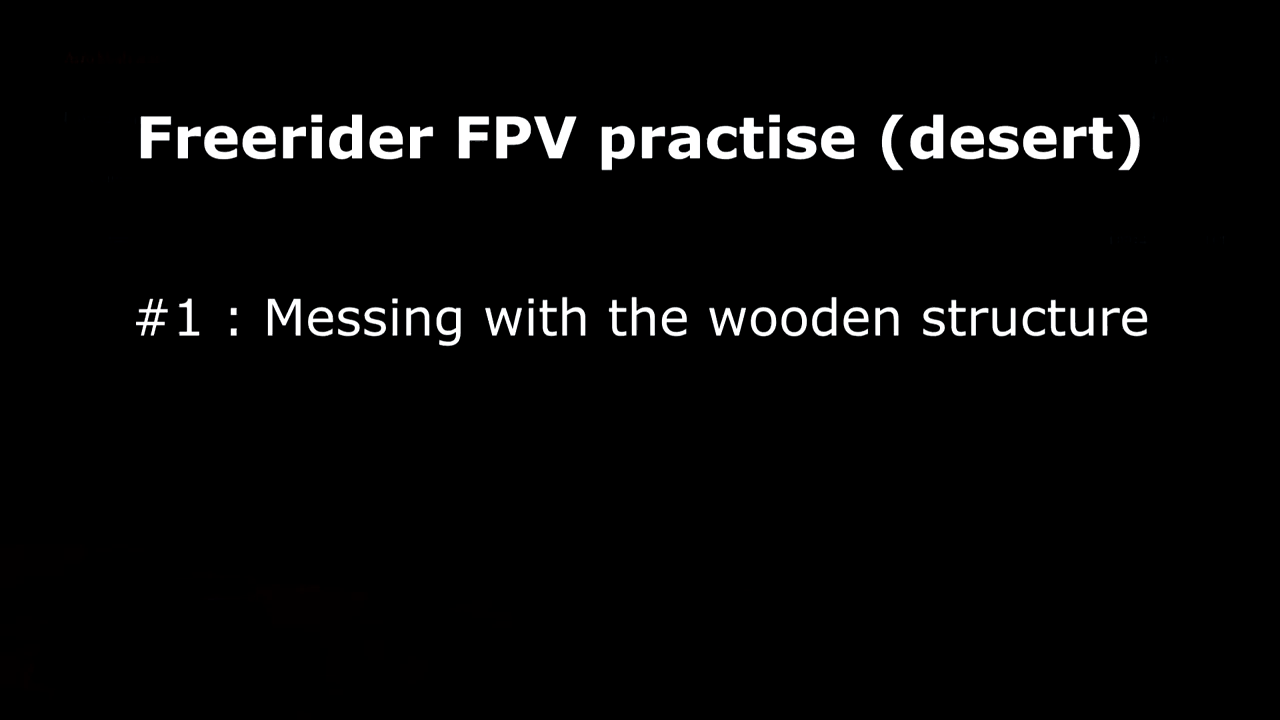 Freerider FPV practise (desert)
#1 : Messing with the wooden structure